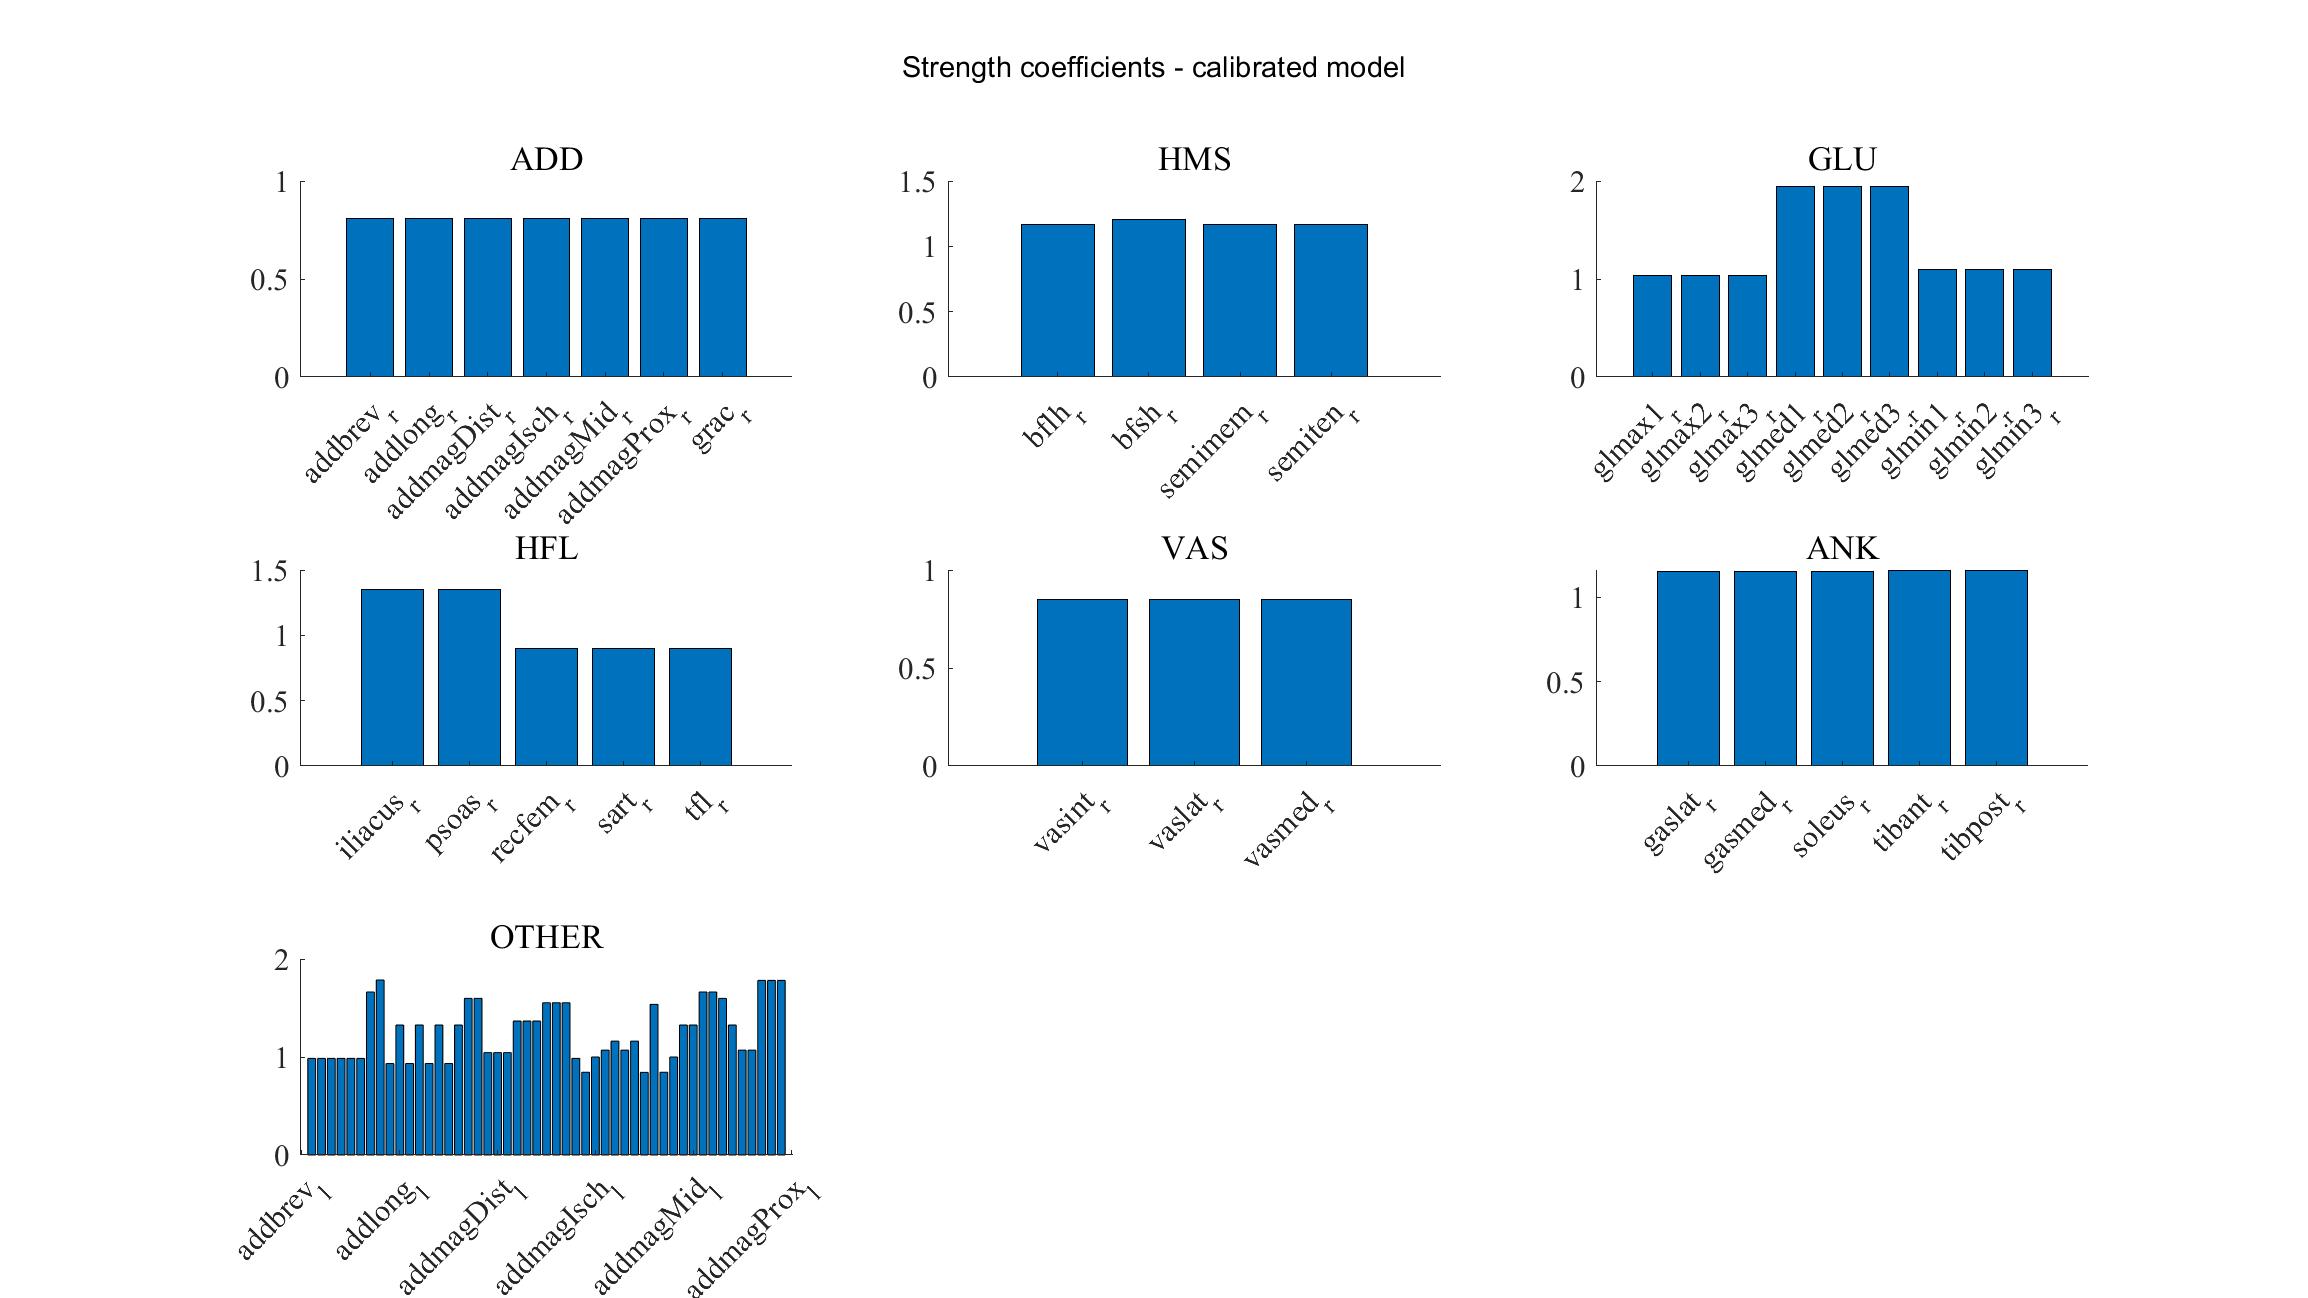 Strength coefficients - calibrated model
ADD
1
0.5
0
addbrev_r
addlong_r
addmagDist_r
addmagIsch_r
addmagMid_r
addmagProx_r
grac_r
HMS
1.5
1
0.5
0
bflh_r
bfsh_r
semimem_r
semiten_r
GLU
2
1
0
glmax1_r
glmax2_r
glmax3_r
glmed1_r
glmed2_r
glmed3_r
glmin1_r
glmin2_r
glmin3_r
HFL
1.5
1
0.5
0
iliacus_r
psoas_r
recfem_r
sart_r
tfl_r
VAS
1
0.5
0
vasint_r
vaslat_r
vasmed_r
ANK
1
0.5
0
gaslat_r
gasmed_r
soleus_r
tibant_r
tibpost_r
OTHER
2
1
0
addbrev_l
addlong_l
addmagDist_l
addmagIsch_l
addmagMid_l
addmagProx_l